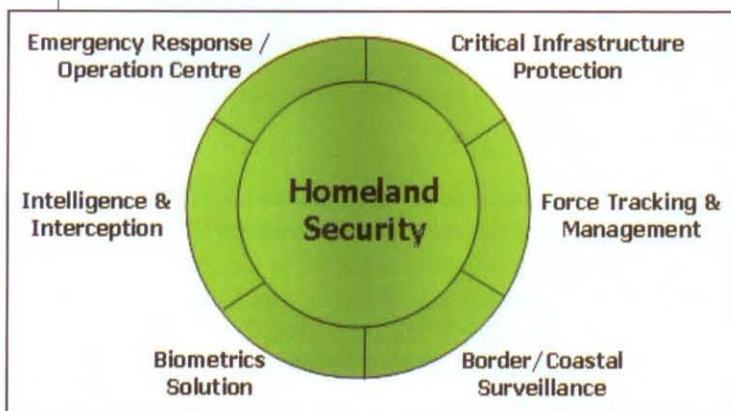 Emergency Response /
Operation Centre
Critical Infrastructure
Protection
Intelligence &
Interception
Homeland
Security
Force Tracking &
Management
Biometrics
Solution
Border/Coastal
Surveillance